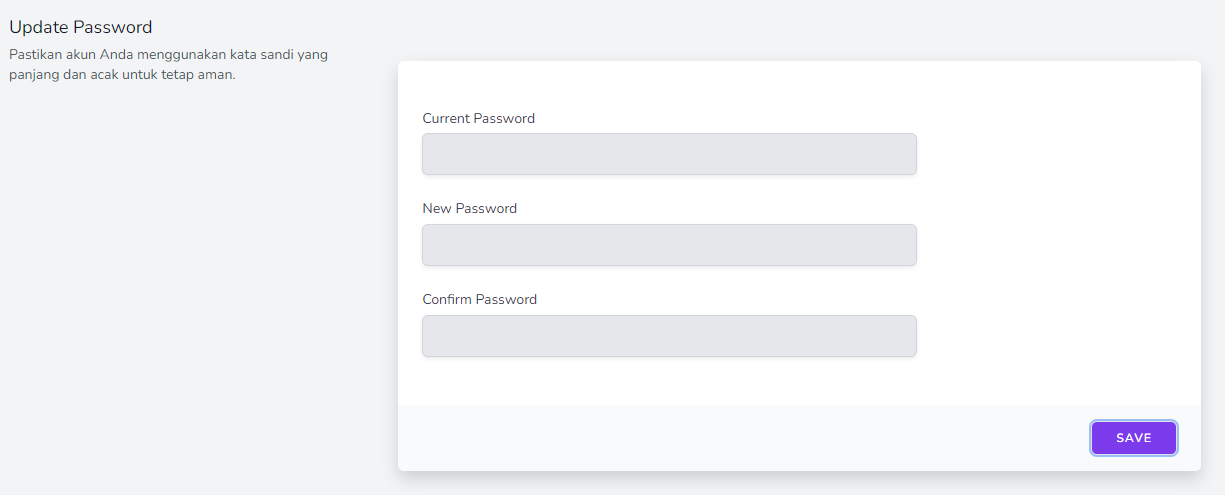 Update Password
Pastikan akun Anda menggunakan kata sandi yang
panjang dan acak untuk tetap aman.
Current Password
New Password
Confirm Password
SAVE